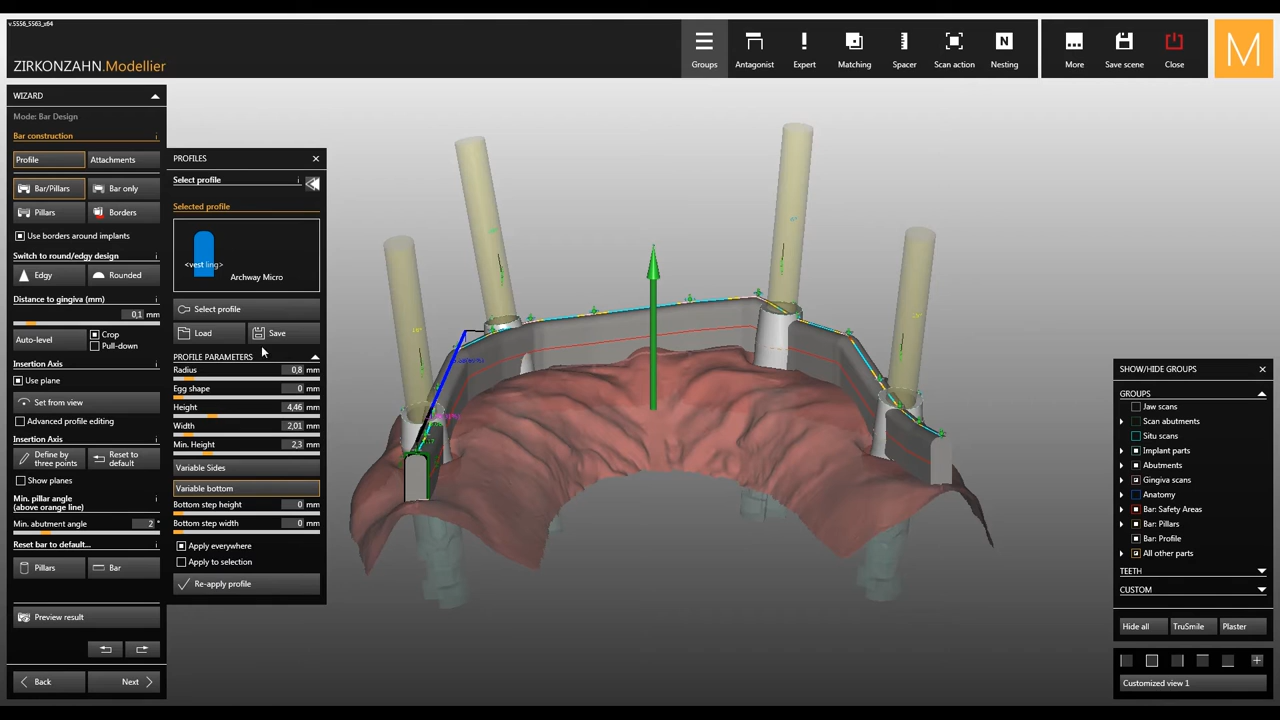 v.5556_5563_x64
ZIRKONZAHN.Modellier
Groups
Antagonist
Expert
Matching
Spacer
Scan action
N
Nesting
More
Save scene
Close
M
WIZARD
Mode: Bar Design
Bar construction i
Profile
Attachments
Bar/Pillars
Bar only
Pillars
Borders
Use borders around implants
Switch to round/edgy design
Edgy
Rounded
Distance to gingiva (mm) i
0,1
Auto-level
Crop
Pull-down
Insertion Axis i
Use plane
Set from view
Advanced profile editing
Insertion Axis i
Define by three points
Reset to default
Show planes
Min. pillar angle (above orange line) i
Min. abutment angle 2 °
Reset bar to default... i
Pillars
Bar
Preview result
Back
Next
PROFILES
Select profile i
Selected profile
<vest ling>
Archway Micro
Select profile
Load
Save
PROFILE PARAMETERS
Radius 0,8 mm
Egg shape 0 mm
Height 4,46 mm
Width 2,01 mm
Min. Height 2,3 mm
Variable Sides
Variable bottom
Bottom step height 0 mm
Bottom step width 0 mm
Apply everywhere
Apply to selection
Re-apply profile
SHOW/HIDE GROUPS
GROUPS
Jaw scans
Scan abutments
Situ scans
Implant parts
Abutments
Gingiva scans
Anatomy
Bar: Safety Areas
Bar: Pillars
Bar: Profile
All other parts
TEETH
CUSTOM
Hide all
TruSmile
Plaster
Customized view 1